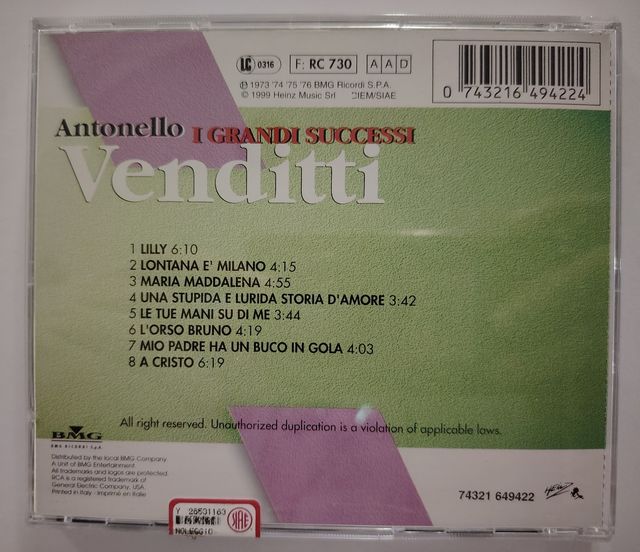 LC 0316
F: RC 730
A A D
℗ 1973 '74 '75 '76 BMG Ricordi S.P.A.
© 1999 Heinz Music Srl DIEM/SIAE
0 743216 494224
Antonello I GRANDI SUCCESSI
Venditti
1 LILLY 6:10
2 LONTANA E' MILANO 4:15
3 MARIA MADDALENA 4:55
4 UNA STUPIDA E LURIDA STORIA D'AMORE 3:42
5 LE TUE MANI SU DI ME 3:44
6 L'ORSO BRUNO 4:19
7 MIO PADRE HA UN BUCO IN GOLA 4:03
8 A CRISTO 6:19
All right reserved. Unauthorized duplication is a violation of applicable laws.
BMG
BMG RICORDI S.p.A.
Distributed by the local BMG Company
A Unit of BMG Entertainment.
All trademarks and logos are protected.
RCA is a registered trademark of
General Electric Company, USA.
Printed in Italy - Imprimé en Italie
74321 649422
Y 26531163
NOLEGGIO